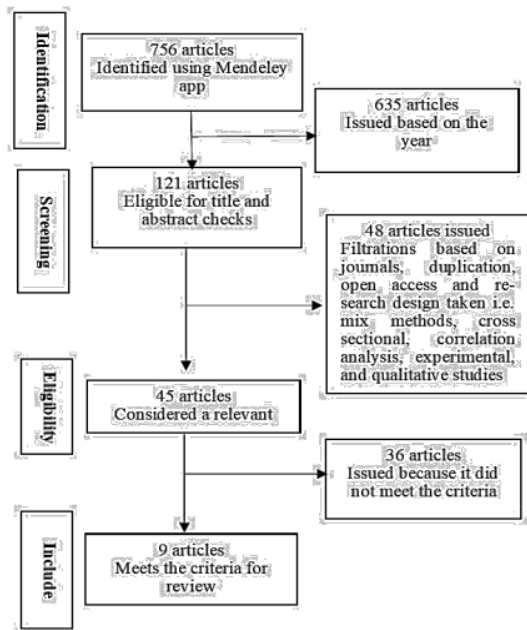 Identification
756 articles
Identified using Mendeley
app
635 articles
Issued based on the
year
Screening
121 articles
Eligible for title and
abstract checks
48 articles issued
Filtrations based on
journals, duplication,
open access and re-
search design taken i.e.
mix methods, cross
sectional, correlation
analysis, experimental,
and qualitative studies
Eligibility
45 articles
Considered a relevant
36 articles
Issued because it did
not meet the criteria
Include
9 articles
Meets the criteria for
review